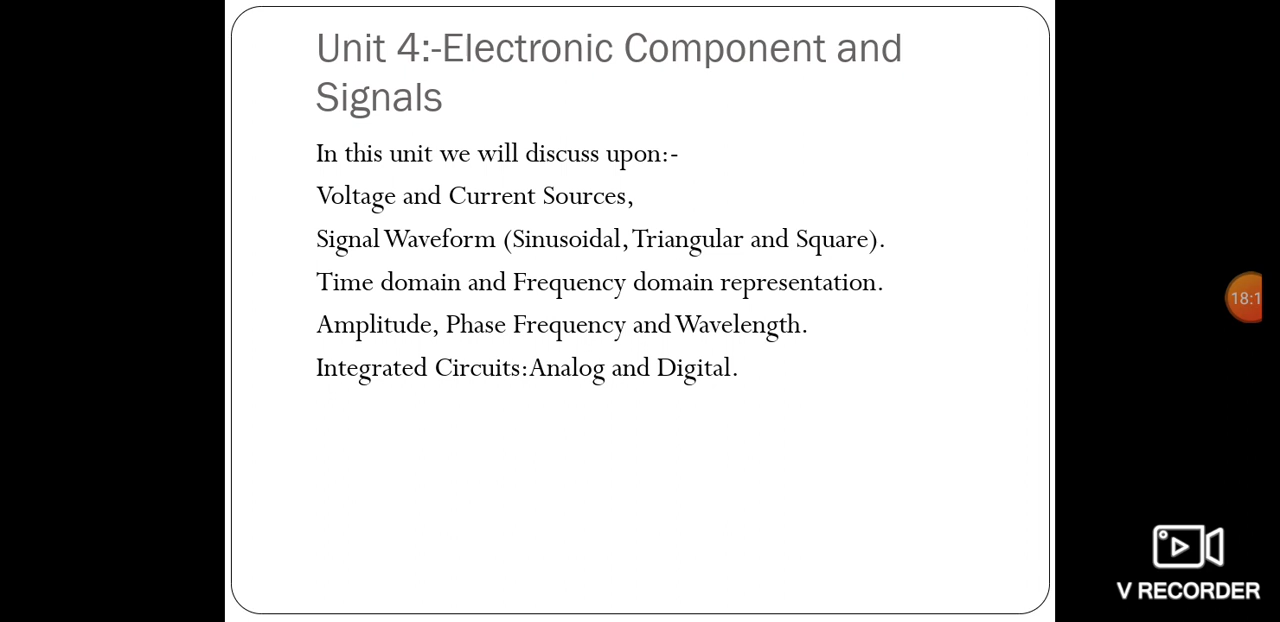 Unit 4:-Electronic Component and
Signals
In this unit we will discuss upon:-
Voltage and Current Sources,
Signal Waveform (Sinusoidal, Triangular and Square).
Time domain and Frequency domain representation.
Amplitude, Phase Frequency and Wavelength.
Integrated Circuits: Analog and Digital.
18:1
V RECORDER